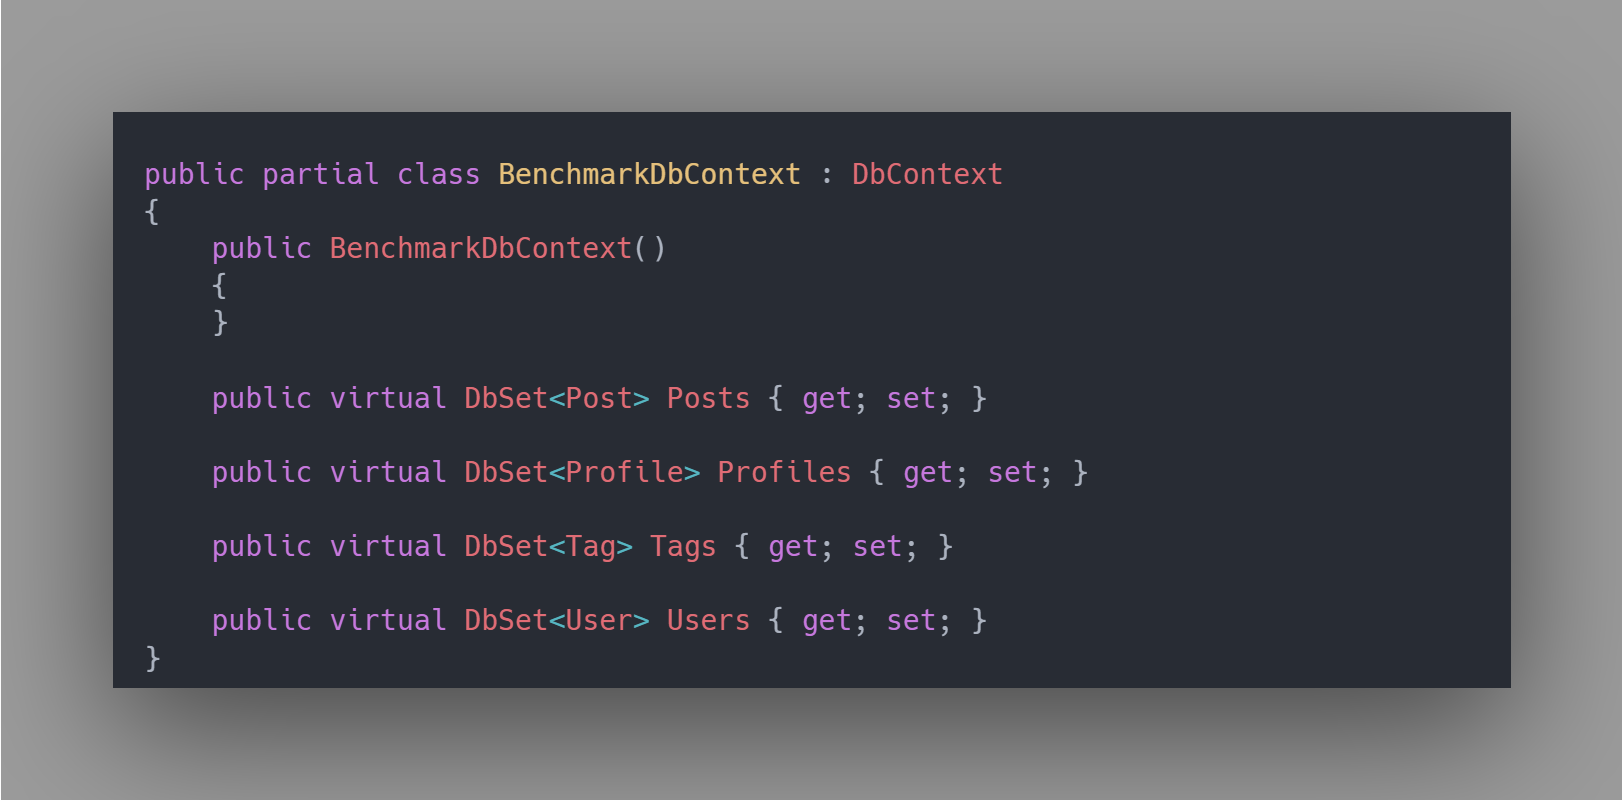 public partial class BenchmarkDbContext : DbContext
{
    public BenchmarkDbContext()
    {
    }

    public virtual DbSet<Post> Posts { get; set; }

    public virtual DbSet<Profile> Profiles { get; set; }

    public virtual DbSet<Tag> Tags { get; set; }

    public virtual DbSet<User> Users { get; set; }
}